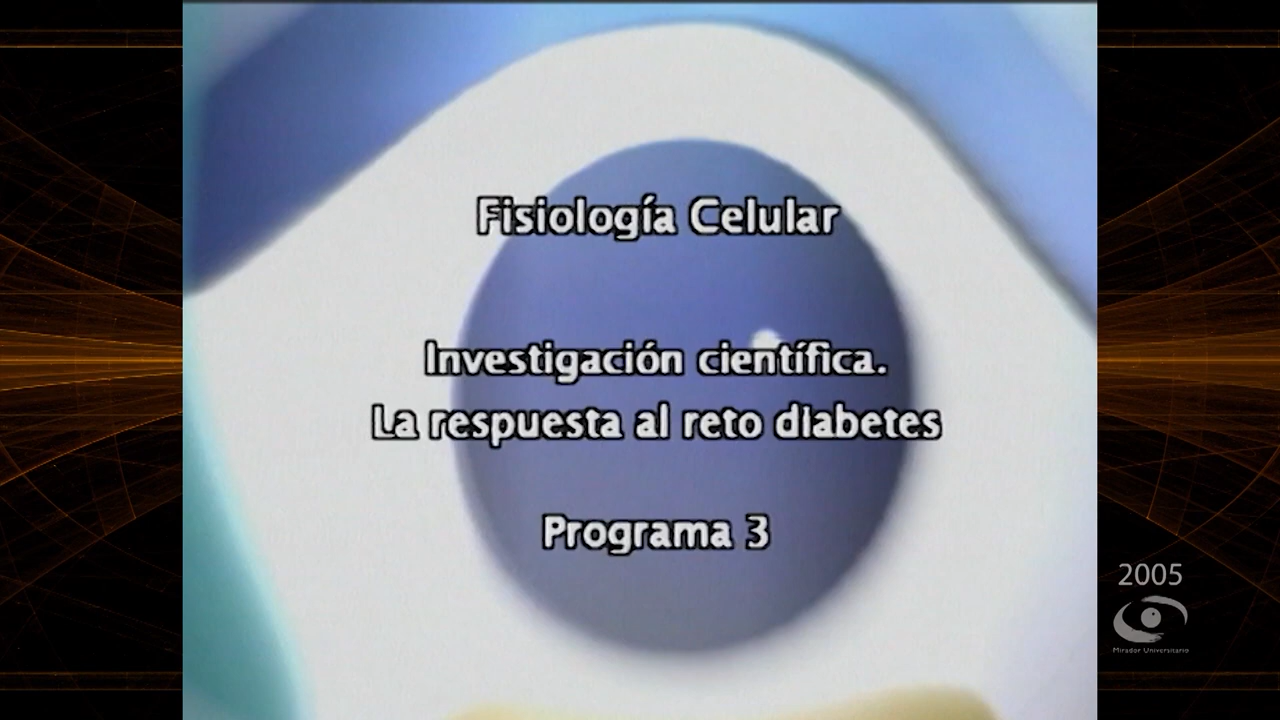 Fisiología Celular
Investigación científica.
La respuesta al reto diabetes
Programa 3
2005
Mirador Universitario